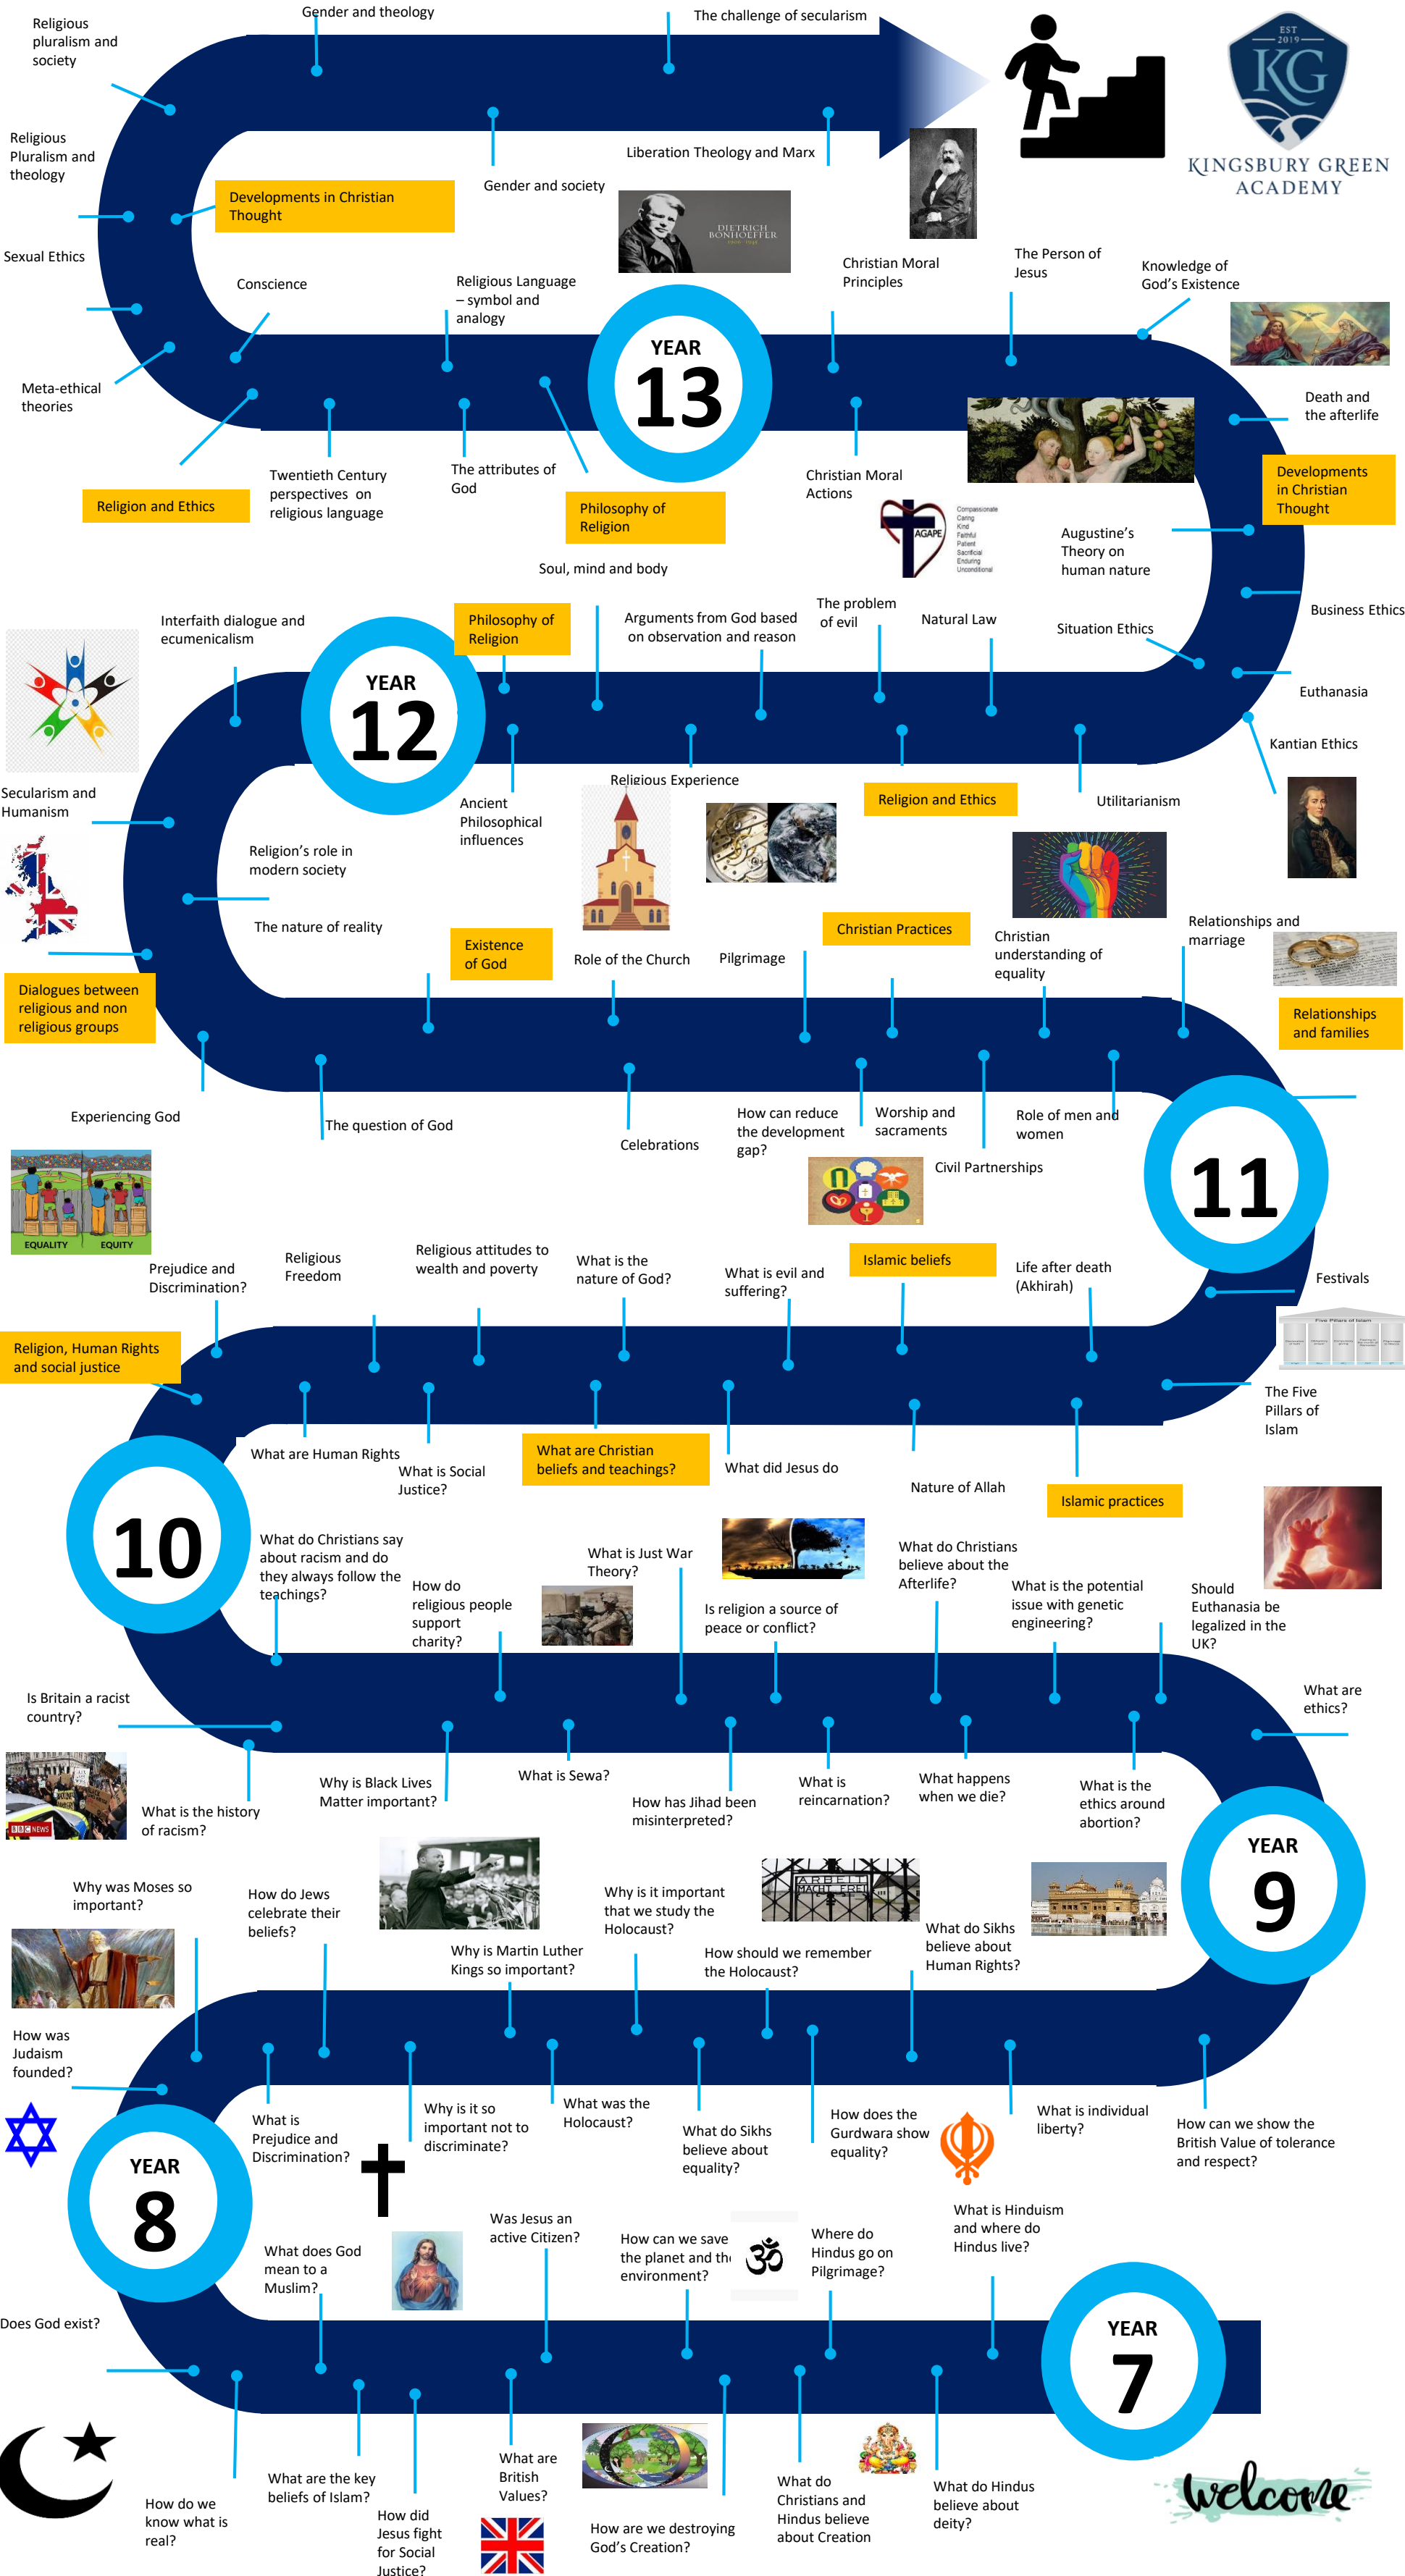 Gender and theology
The challenge of secularism
Religious
pluralism and
society
EST
2019
KG
KINGSBURY GREEN
ACADEMY
Religious
Pluralism and
theology
Liberation Theology and Marx
Gender and society
Developments in Christian
Thought
DIETRICH
BONHOEFFER
Sexual Ethics
Conscience
Religious Language
– symbol and
analogy
Christian Moral
Principles
The Person of
Jesus
Knowledge of
God's Existence
YEAR
13
Meta-ethical
theories
Death and
the afterlife
Religion and Ethics
Twentieth Century
perspectives on
religious language
The attributes of
God
Philosophy of
Religion
Christian Moral
Actions
Developments
in Christian
Thought
AGAPE
Compassionate
Caring
Kind
Faithful
Patient
Sacrificial
Enduring
Unconditional
Augustine's
Theory on
human nature
Soul, mind and body
Business Ethics
Interfaith dialogue and
ecumenicalism
Philosophy of
Religion
Arguments from God based
on observation and reason
The problem
of evil
Natural Law
Situation Ethics
YEAR
12
Euthanasia
Kantian Ethics
Secularism and
Humanism
Ancient
Philosophical
influences
Religious Experience
Religion and Ethics
Utilitarianism
Religion's role in
modern society
The nature of reality
Existence
of God
Role of the Church
Pilgrimage
Christian Practices
Christian
understanding of
equality
Relationships and
marriage
Dialogues between
religious and non
religious groups
Relationships
and families
Experiencing God
The question of God
Celebrations
How can reduce
the development
gap?
Worship and
sacraments
Role of men and
women
Civil Partnerships
11
EQUALITY
EQUITY
Prejudice and
Discrimination?
Religious
Freedom
Religious attitudes to
wealth and poverty
What is the
nature of God?
What is evil and
suffering?
Islamic beliefs
Life after death
(Akhirah)
Festivals
Five Pillars of Islam
Religion, Human Rights
and social justice
The Five
Pillars of
Islam
What are Human Rights
What is Social
Justice?
What are Christian
beliefs and teachings?
What did Jesus do
Nature of Allah
Islamic practices
10
What do Christians say
about racism and do
they always follow the
teachings?
How do
religious people
support
charity?
What is Just War
Theory?
Is religion a source of
peace or conflict?
What do Christians
believe about the
Afterlife?
What is the potential
issue with genetic
engineering?
Should
Euthanasia be
legalized in the
UK?
Is Britain a racist
country?
What are
ethics?
BBC NEWS
What is the history
of racism?
Why is Black Lives
Matter important?
What is Sewa?
How has Jihad been
misinterpreted?
What is
reincarnation?
What happens
when we die?
What is the
ethics around
abortion?
YEAR
9
Why was Moses so
important?
How do Jews
celebrate their
beliefs?
Why is Martin Luther
Kings so important?
Why is it important
that we study the
Holocaust?
ARBEIT
MACHT FREI
How should we remember
the Holocaust?
What do Sikhs
believe about
Human Rights?
How was
Judaism
founded?
What is
Prejudice and
Discrimination?
Why is it so
important not to
discriminate?
What was the
Holocaust?
What do Sikhs
believe about
equality?
How does the
Gurdwara show
equality?
What is individual
liberty?
How can we show the
British Value of tolerance
and respect?
YEAR
8
What does God
mean to a
Muslim?
Was Jesus an
active Citizen?
How can we save
the planet and the
environment?
ॐ
Where do
Hindus go on
Pilgrimage?
What is Hinduism
and where do
Hindus live?
YEAR
7
Does God exist?
How do we
know what is
real?
What are the key
beliefs of Islam?
How did
Jesus fight
for Social
Justice?
What are
British
Values?
How are we destroying
God's Creation?
What do
Christians and
Hindus believe
about Creation
What do Hindus
believe about
deity?
welcome